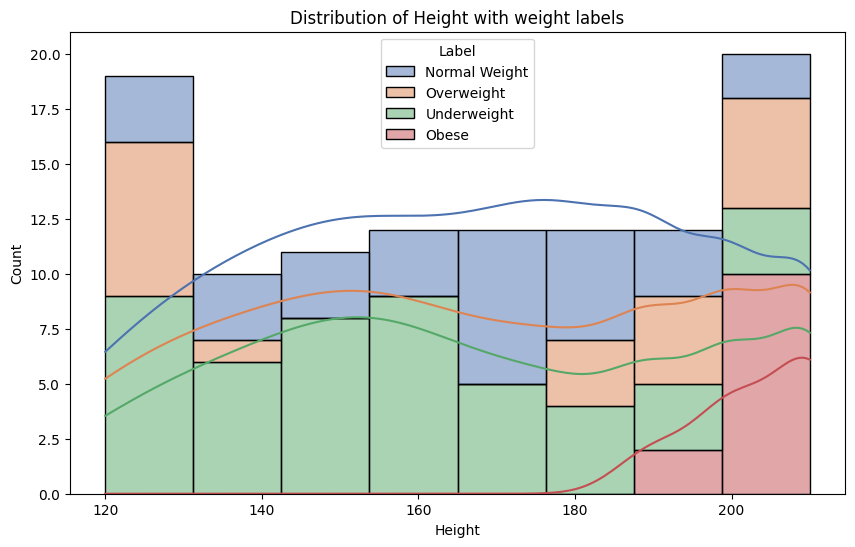 Distribution of Height with weight labels
Label
Normal Weight
Overweight
Underweight
Obese
Count
20.0
17.5
15.0
12.5
10.0
7.5
5.0
2.5
0.0
120
140
160
180
200
Height